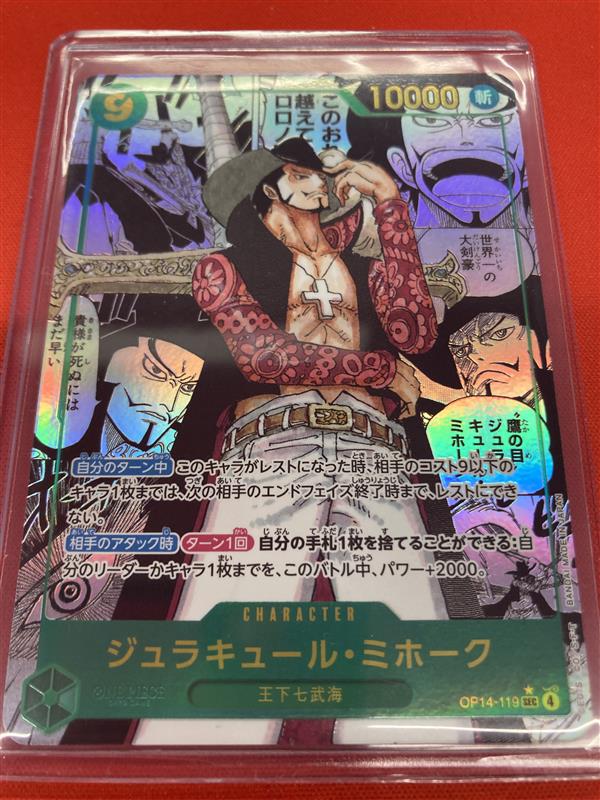 9
10000
斬
このお
越えて
ロロノ
世界一の
大剣豪
貴様が死ぬには
まだ早い
"鷹の目"
ジュラ
キュー
ミホー
自分のターン中 このキャラがレストになった時、相手のコスト9以下の
キャラ1枚までは、次の相手のエンドフェイズ終了時まで、レストにでき
ない。
相手のアタック時 ターン1回 自分の手札1枚を捨てることができる:自
分のリーダーかキャラ1枚までを、このバトル中、パワー+2000。
CHARACTER
ジュラキュール・ミホーク
ONE PIECE
CARD GAME
王下七武海
OP14-119 SEC 4
BANDAI MADE IN JAPAN